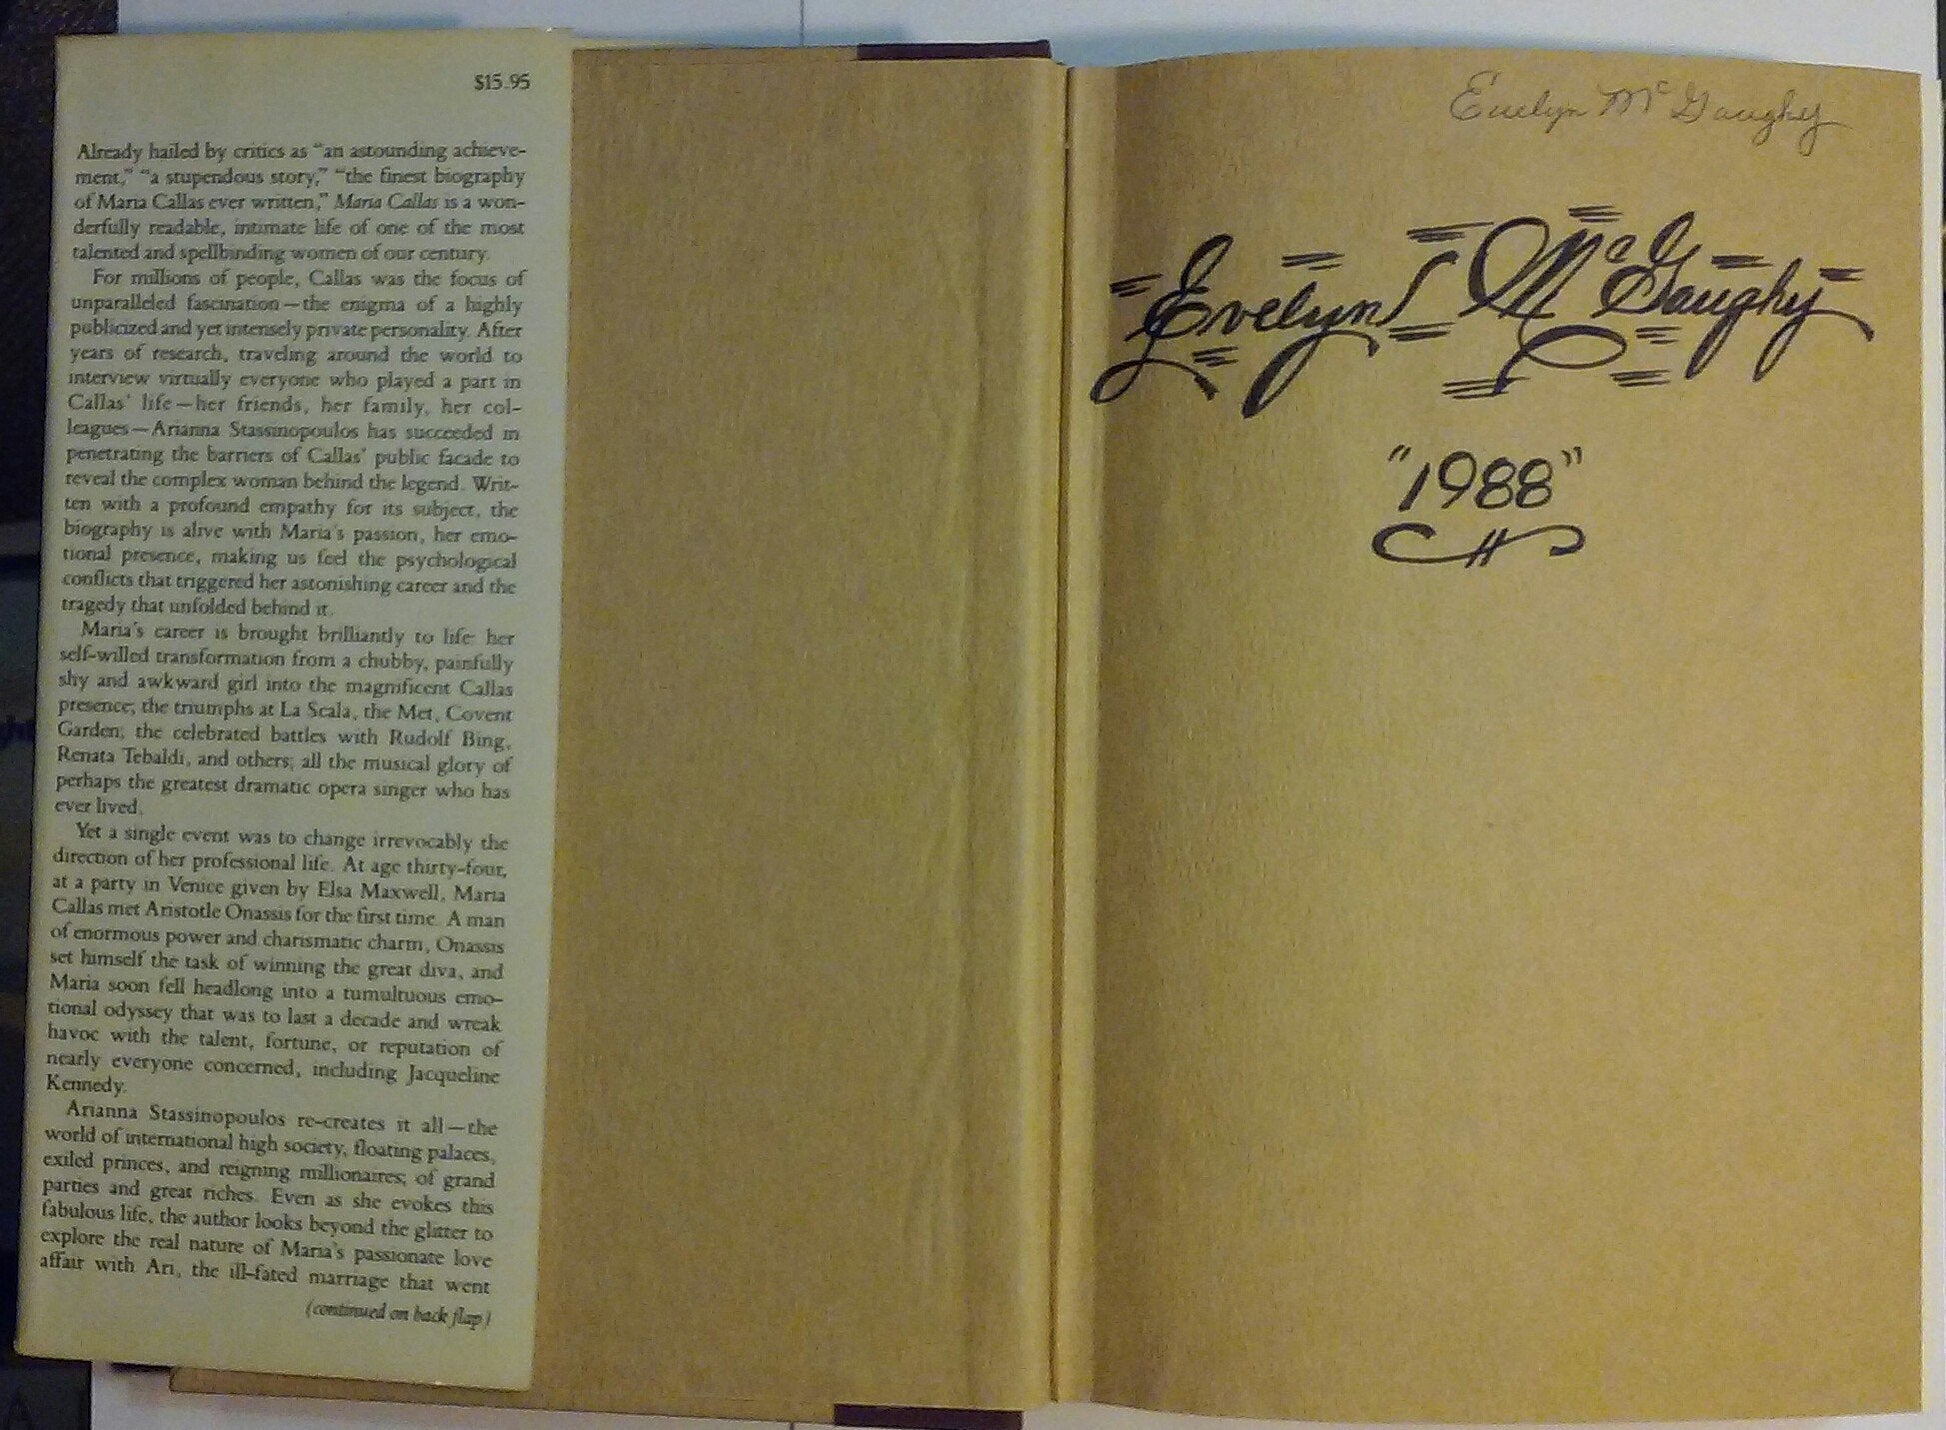 $15.95
Already hailed by critics as "an astounding achieve-
ment," "a stupendous story," "the finest biography
of Maria Callas ever written," Maria Callas is a won-
derfully readable, intimate life of one of the most
talented and spellbinding women of our century.
For millions of people, Callas was the focus of
unparalleled fascination—the enigma of a highly
publicized and yet intensely private personality. After
years of research, traveling around the world to
interview virtually everyone who played a part in
Callas' life—her friends, her family, her col-
leagues—Arianna Stassinopoulos has succeeded in
penetrating the barriers of Callas' public facade to
reveal the complex woman behind the legend. Writ-
ten with a profound empathy for its subject, the
biography is alive with Maria's passion, her emo-
tional presence, making us feel the psychological
conflicts that triggered her astonishing career and the
tragedy that unfolded behind it.
Maria's career is brought brilliantly to life: her
self-willed transformation from a chubby, painfully
shy and awkward girl into the magnificent Callas
presence; the triumphs at La Scala, the Met, Covent
Garden; the celebrated battles with Rudolf Bing,
Renata Tebaldi, and others; all the musical glory of
perhaps the greatest dramatic opera singer who has
ever lived.
Yet a single event was to change irrevocably the
direction of her professional life. At age thirty-four,
at a party in Venice given by Elsa Maxwell, Maria
Callas met Aristotle Onassis for the first time. A man
of enormous power and charismatic charm, Onassis
set himself the task of winning the great diva, and
Maria soon fell headlong into a tumultuous emo-
tional odyssey that was to last a decade and wreak
havoc with the talent, fortune, or reputation of
nearly everyone concerned, including Jacqueline
Kennedy.
Arianna Stassinopoulos re-creates it all—the
world of international high society, floating palaces,
exiled princes, and reigning millionaires; of grand
parties and great riches. Even as she evokes this
fabulous life, the author looks beyond the glitter to
explore the real nature of Maria's passionate love
affair with Ari, the ill-fated marriage that went
(continued on back flap)
Evelyn McGaughy
Evelyn McGaughy
"1988"